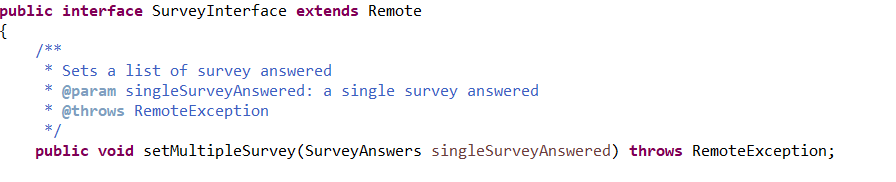 public interface SurveyInterface extends Remote
{
    /**
     * Sets a list of survey answered
     * @param singleSurveyAnswered: a single survey answered
     * @throws RemoteException
     */
    public void setMultipleSurvey(SurveyAnswers singleSurveyAnswered) throws RemoteException;